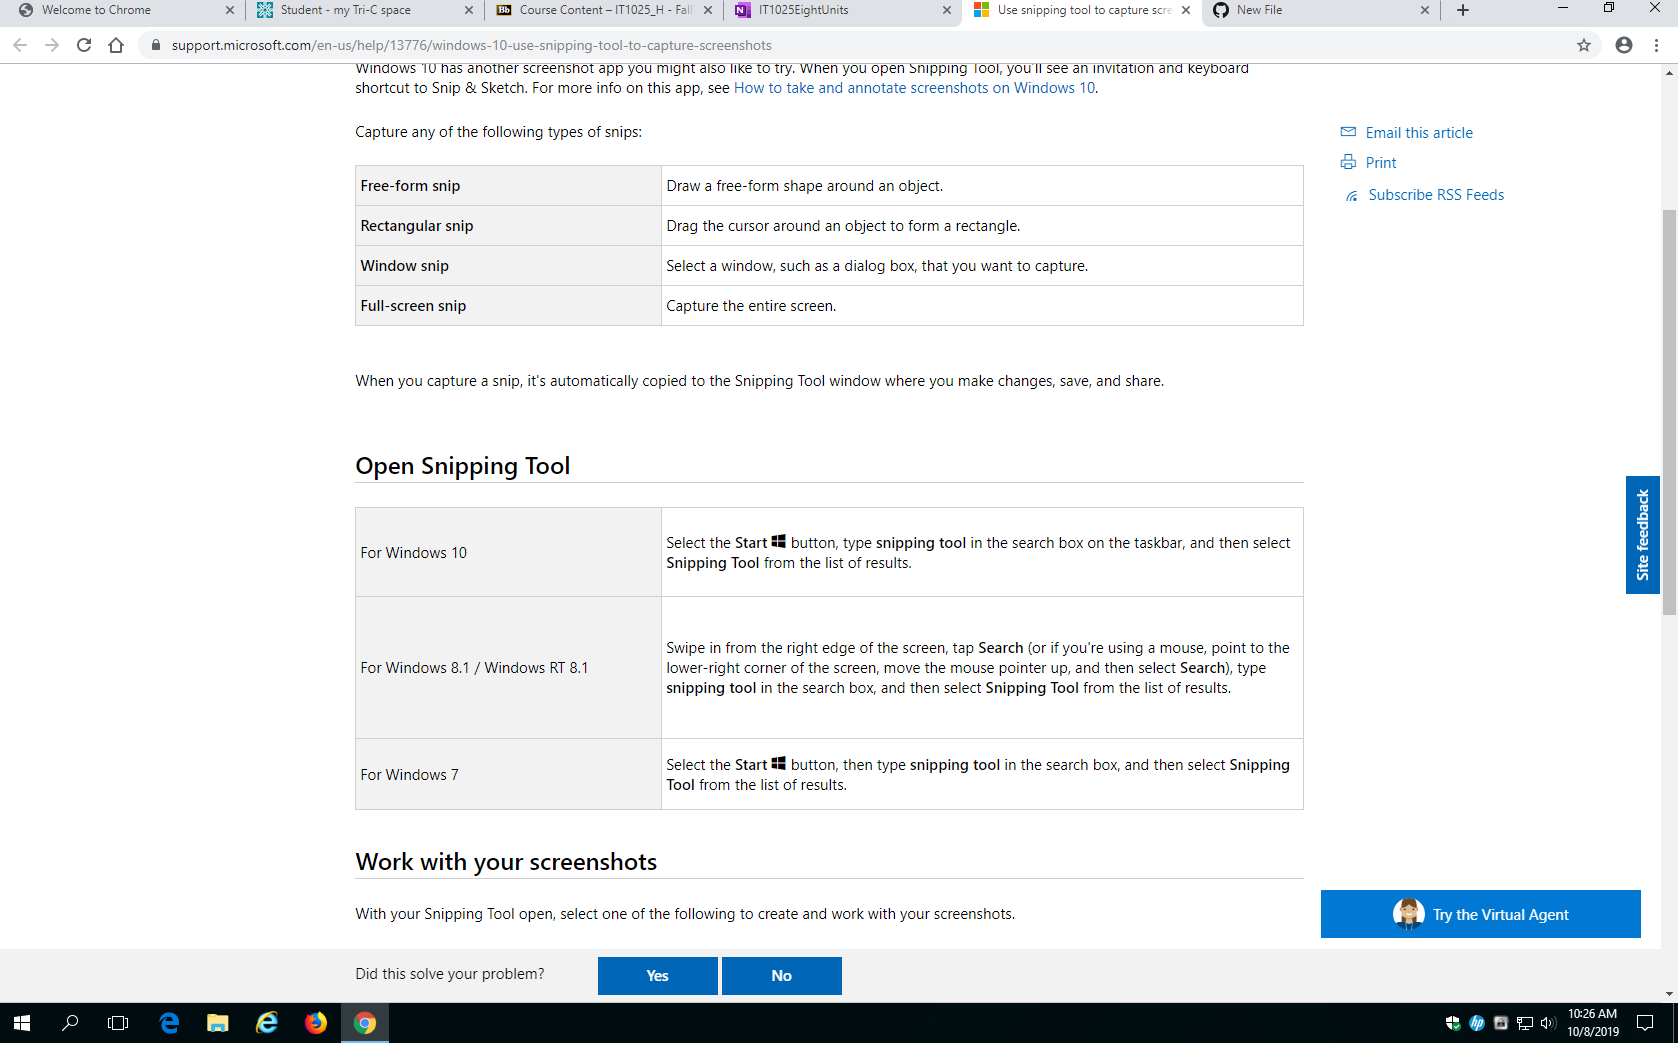 Welcome to Chrome
Student - my Tri-C space
Bb Course Content – IT1025_H - Fall
N IT1025EightUnits
Use snipping tool to capture scre
New File
support.microsoft.com/en-us/help/13776/windows-10-use-snipping-tool-to-capture-screenshots
Windows 10 has another screenshot app you might also like to try. When you open Snipping Tool, you'll see an invitation and keyboard
shortcut to Snip & Sketch. For more info on this app, see How to take and annotate screenshots on Windows 10.
Capture any of the following types of snips:
Email this article
Print
Subscribe RSS Feeds
Free-form snip Draw a free-form shape around an object.
Rectangular snip Drag the cursor around an object to form a rectangle.
Window snip Select a window, such as a dialog box, that you want to capture.
Full-screen snip Capture the entire screen.
When you capture a snip, it's automatically copied to the Snipping Tool window where you make changes, save, and share.
Open Snipping Tool
For Windows 10
Select the Start button, type snipping tool in the search box on the taskbar, and then select
Snipping Tool from the list of results.
For Windows 8.1 / Windows RT 8.1
Swipe in from the right edge of the screen, tap Search (or if you're using a mouse, point to the
lower-right corner of the screen, move the mouse pointer up, and then select Search), type
snipping tool in the search box, and then select Snipping Tool from the list of results.
For Windows 7
Select the Start button, then type snipping tool in the search box, and then select Snipping
Tool from the list of results.
Site feedback
Work with your screenshots
With your Snipping Tool open, select one of the following to create and work with your screenshots.
Try the Virtual Agent
Did this solve your problem? Yes No
hp
10:26 AM
10/8/2019